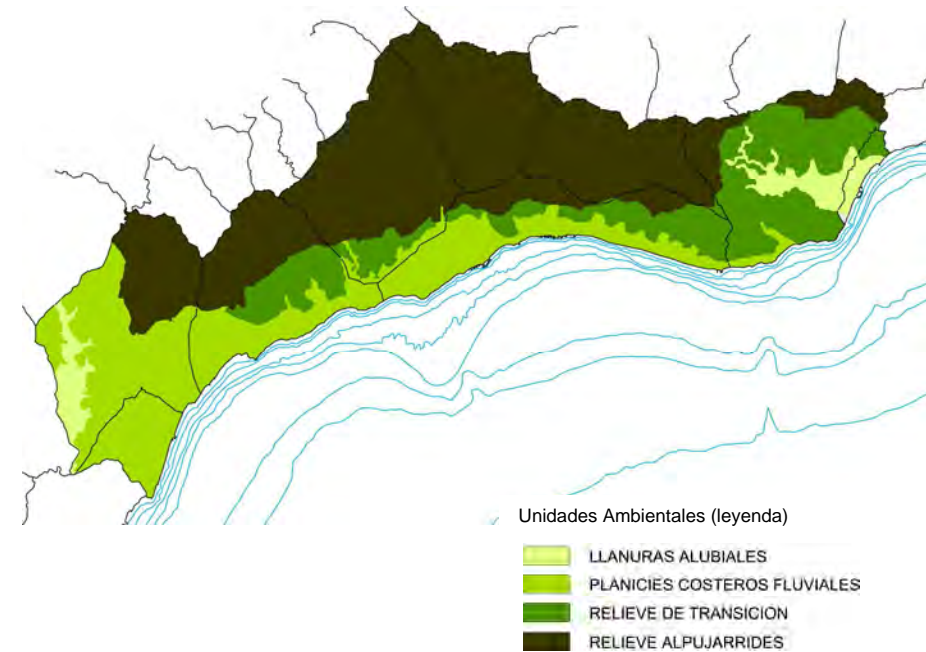 Unidades Ambientales (leyenda)
LLANURAS ALUBIALES
PLANICIES COSTEROS FLUVIALES
RELIEVE DE TRANSICION
RELIEVE ALPUJARRIDES